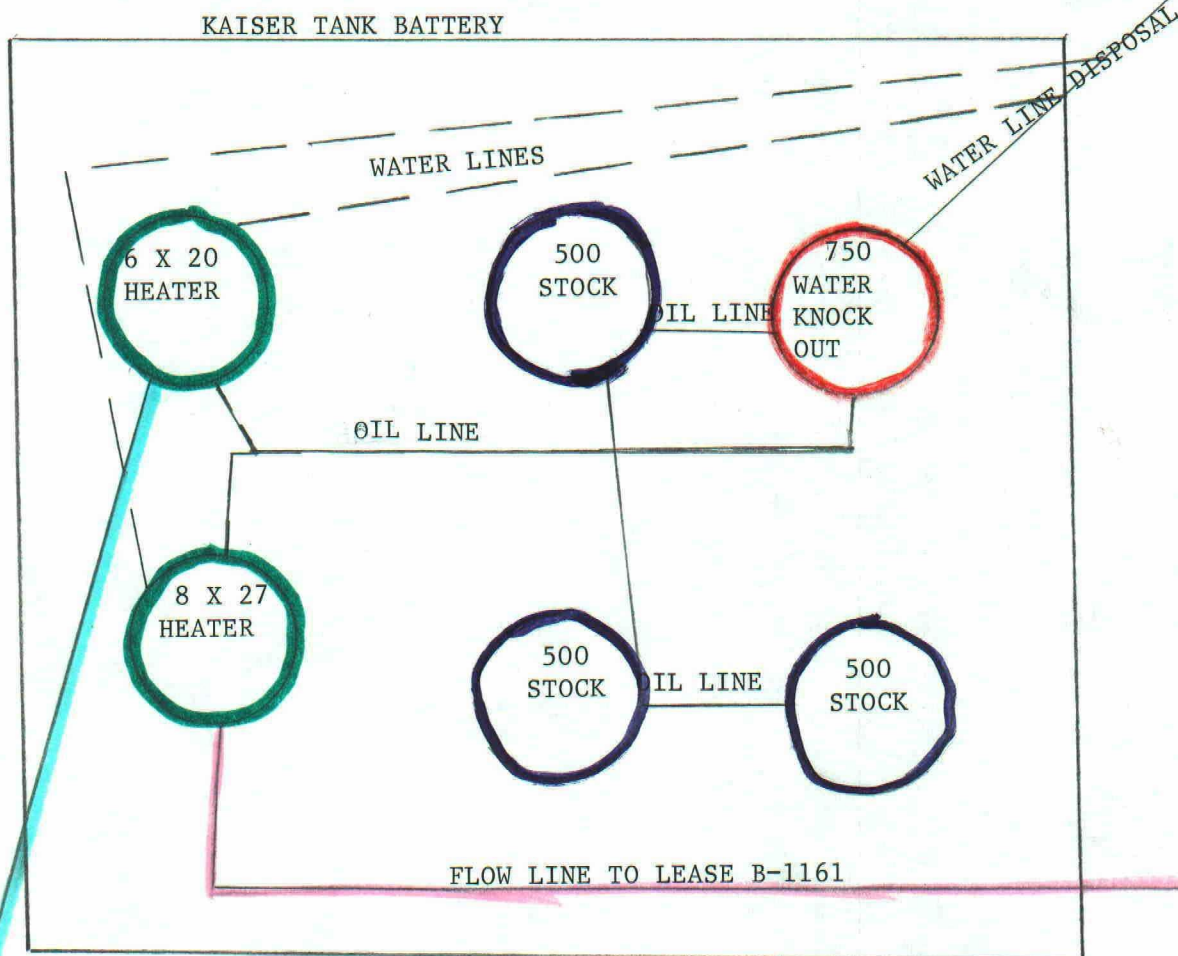 KAISER TANK BATTERY
WATER LINE DISPOSAL
WATER LINES
6 X 20
HEATER
500
STOCK
OIL LINE
750
WATER
KNOCK
OUT
OIL LINE
8 X 27
HEATER
500
STOCK
OIL LINE
500
STOCK
FLOW LINE TO LEASE B-1161